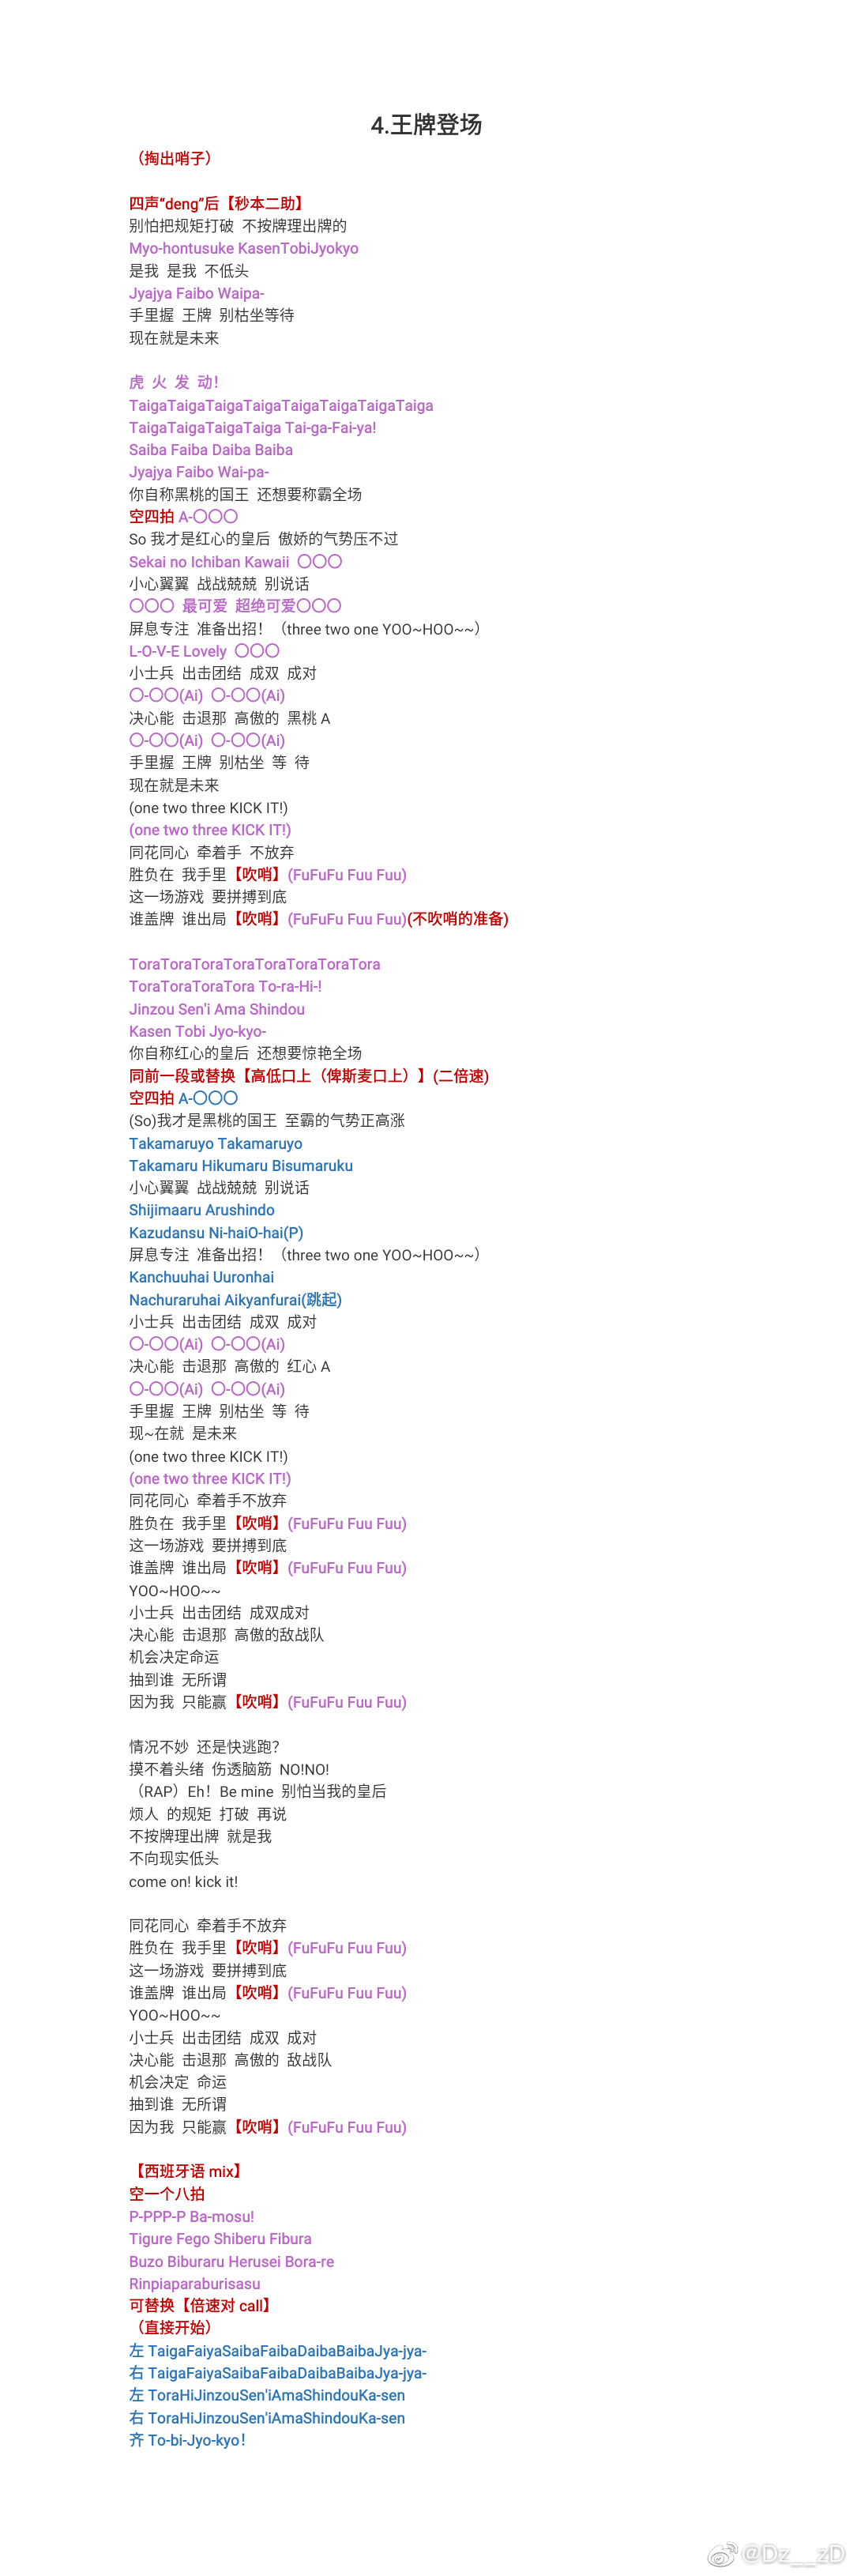 4.王牌登场
（掏出哨子）
四声“deng”后【秒本二助】
别怕把规矩打破 不按牌理出牌的
Myo-hontusuke KasenTobiJyokyo
是我 是我 不低头
Jyajya Faibo Waipa-
手里握 王牌 别枯坐等待
现在就是未来
虎 火 发 动！
TaigaTaigaTaigaTaigaTaigaTaigaTaigaTaiga
TaigaTaigaTaigaTaiga Tai-ga-Fai-ya!
Saiba Faiba Daiba Baiba
Jyajya Faibo Wai-pa-
你自称黑桃的国王 还想要称霸全场
空四拍 A-〇〇〇
So 我才是红心的皇后 傲娇的气势压不过
Sekai no Ichiban Kawaii 〇〇〇
小心翼翼 战战兢兢 别说话
〇〇〇 最可爱 超绝可爱〇〇〇
屏息专注 准备出招！（three two one YOO~HOO~~）
L-O-V-E Lovely 〇〇〇
小士兵 出击团结 成双 成对
〇-〇〇(Ai) 〇-〇〇(Ai)
决心能 击退那 高傲的 黑桃 A
〇-〇〇(Ai) 〇-〇〇(Ai)
手里握 王牌 别枯坐 等 待
现在就是未来
(one two three KICK IT!)
(one two three KICK IT!)
同花同心 牵着手 不放弃
胜负在 我手里【吹哨】(FuFuFu Fuu Fuu)
这一场游戏 要拼搏到底
谁盖牌 谁出局【吹哨】(FuFuFu Fuu Fuu)(不吹哨的准备)
ToraToraToraToraToraToraToraTora
ToraToraToraTora To-ra-Hi-!
Jinzou Sen'i Ama Shindou
Kasen Tobi Jyo-kyo-
你自称红心的皇后 还想要惊艳全场
同前一段或替换【高低口上（俾斯麦口上）】(二倍速)
空四拍 A-〇〇〇
(So)我才是黑桃的国王 至霸的气势正高涨
Takamaruyo Takamaruyo
Takamaru Hikumaru Bisumaruku
小心翼翼 战战兢兢 别说话
Shijimaaru Arushindo
Kazudansu Ni-haiO-hai(P)
屏息专注 准备出招！（three two one YOO~HOO~~）
Kanchuuhai Uuronhai
Nachuraruhai Aikyanfurai(跳起)
小士兵 出击团结 成双 成对
〇-〇〇(Ai) 〇-〇〇(Ai)
决心能 击退那 高傲的 红心 A
〇-〇〇(Ai) 〇-〇〇(Ai)
手里握 王牌 别枯坐 等 待
现~在就 是未来
(one two three KICK IT!)
(one two three KICK IT!)
同花同心 牵着手不放弃
胜负在 我手里【吹哨】(FuFuFu Fuu Fuu)
这一场游戏 要拼搏到底
谁盖牌 谁出局【吹哨】(FuFuFu Fuu Fuu)
YOO~HOO~~
小士兵 出击团结 成双成对
决心能 击退那 高傲的敌战队
机会决定命运
抽到谁 无所谓
因为我 只能赢【吹哨】(FuFuFu Fuu Fuu)
情况不妙 还是快逃跑？
摸不着头绪 伤透脑筋 NO!NO!
（RAP）Eh！Be mine 别怕当我的皇后
烦人 的规矩 打破 再说
不按牌理出牌 就是我
不向现实低头
come on! kick it!
同花同心 牵着手不放弃
胜负在 我手里【吹哨】(FuFuFu Fuu Fuu)
这一场游戏 要拼搏到底
谁盖牌 谁出局【吹哨】(FuFuFu Fuu Fuu)
YOO~HOO~~
小士兵 出击团结 成双 成对
决心能 击退那 高傲的 敌战队
机会决定 命运
抽到谁 无所谓
因为我 只能赢【吹哨】(FuFuFu Fuu Fuu)
【西班牙语 mix】
空一个八拍
P-PPP-P Ba-mosu!
Tigure Fego Shiberu Fibura
Buzo Biburaru Herusei Bora-re
Rinpiaparaburisasu
可替换【倍速对 call】
（直接开始）
左 TaigaFaiyaSaibaFaibaDaibaBaibaJya-jya-
右 TaigaFaiyaSaibaFaibaDaibaBaibaJya-jya-
左 ToraHiJinzouSen'iAmaShindouKa-sen
右 ToraHiJinzouSen'iAmaShindouKa-sen
齐 To-bi-Jyo-kyo！
@Dz__zD